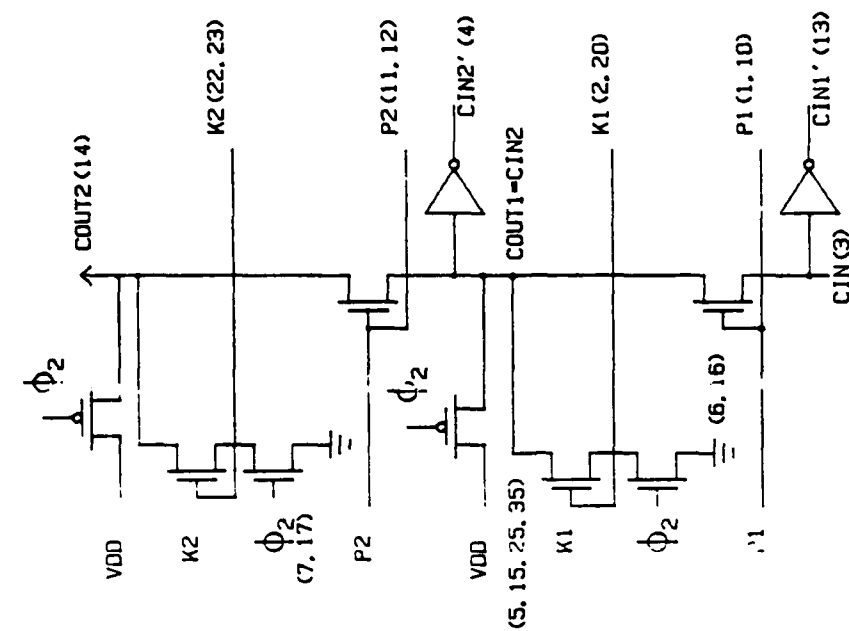 COUT2 (14)
ϕ2
VDD
K2
K2 (22, 23)
ϕ2
(7, 17)
P2
P2 (11, 12)
CIN2' (4)
ϕ'2
VDD
(5, 15, 25, 35)
COUT1=CIN2
K1
K1 (2, 20)
ϕ2
(6, 16)
P1 (1, 10)
CIN1' (13)
CIN (3)